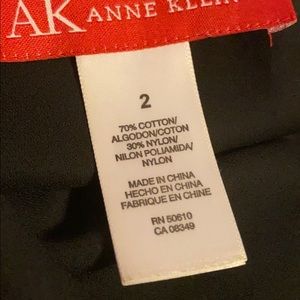 AK ANNE KLEIN
2
70% COTTON/
ALGODON/COTON
30% NYLON/
NILON POLIAMIDA/
NYLON
MADE IN CHINA
HECHO EN CHINA
FABRIQUE EN CHINE
RN 50610
CA 08349